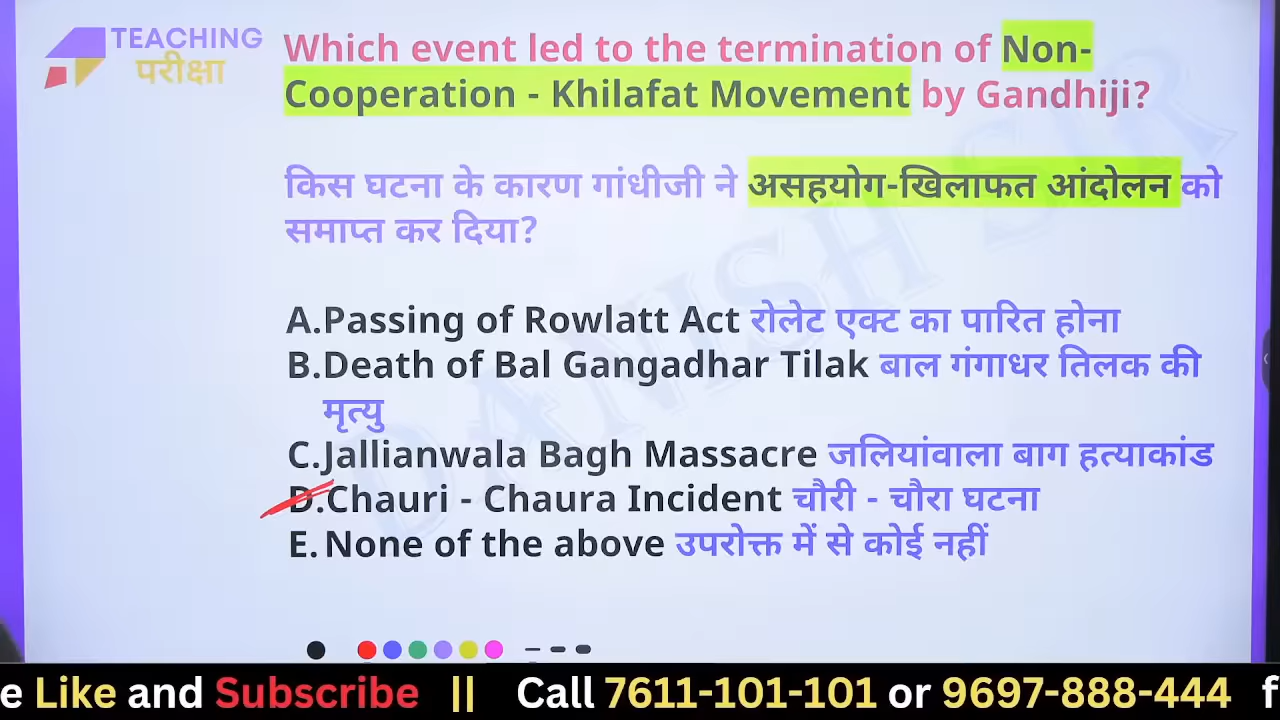 TEACHING
परीक्षा
Which event led to the termination of Non-
Cooperation - Khilafat Movement by Gandhiji?
किस घटना के कारण गांधीजी ने असहयोग-खिलाफत आंदोलन को
समाप्त कर दिया?
DANISH SIR
A.Passing of Rowlatt Act रोलेट एक्ट का पारित होना
B.Death of Bal Gangadhar Tilak बाल गंगाधर तिलक की
मृत्यु
C.Jallianwala Bagh Massacre जलियांवाला बाग हत्याकांड
D.Chauri - Chaura Incident चौरी - चौरा घटना
E.None of the above उपरोक्त में से कोई नहीं
e Like and Subscribe || Call 7611-101-101 or 9697-888-444 f